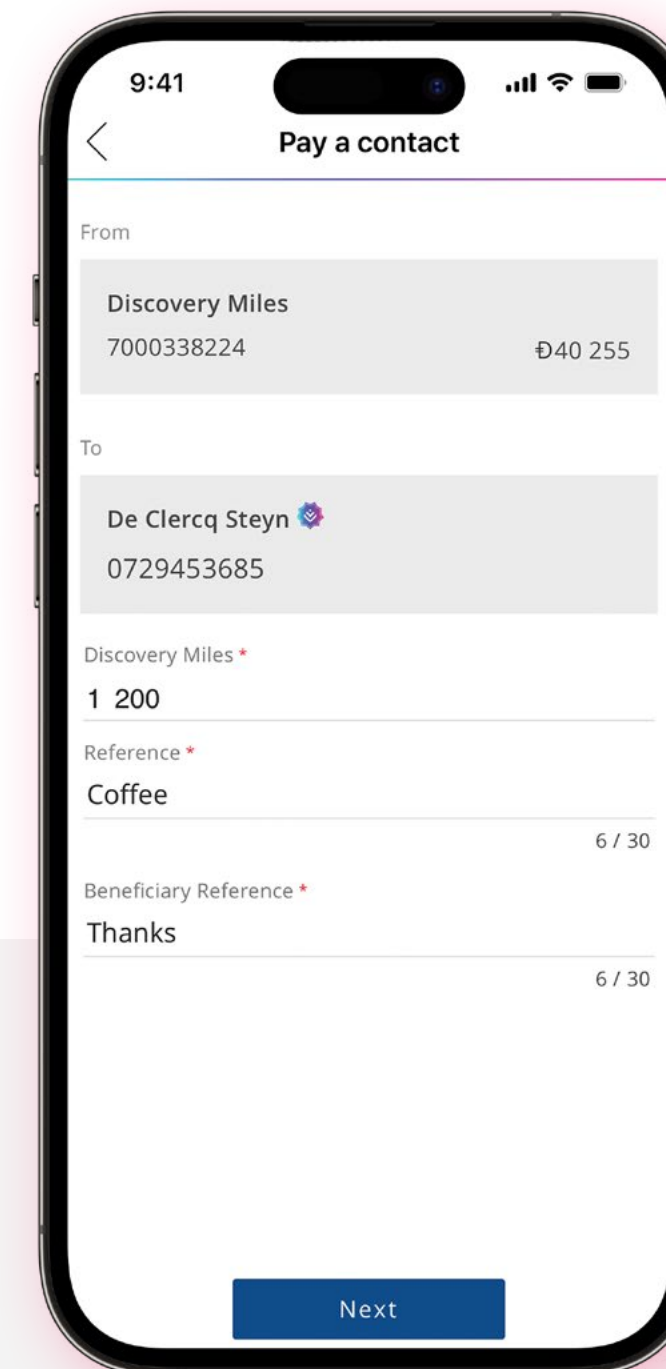 9:41
Pay a contact
From
Discovery Miles
7000338224 Ð40 255
To
De Clercq Steyn
0729453685
Discovery Miles *
1 200
Reference *
Coffee
6 / 30
Beneficiary Reference *
Thanks
6 / 30
Next